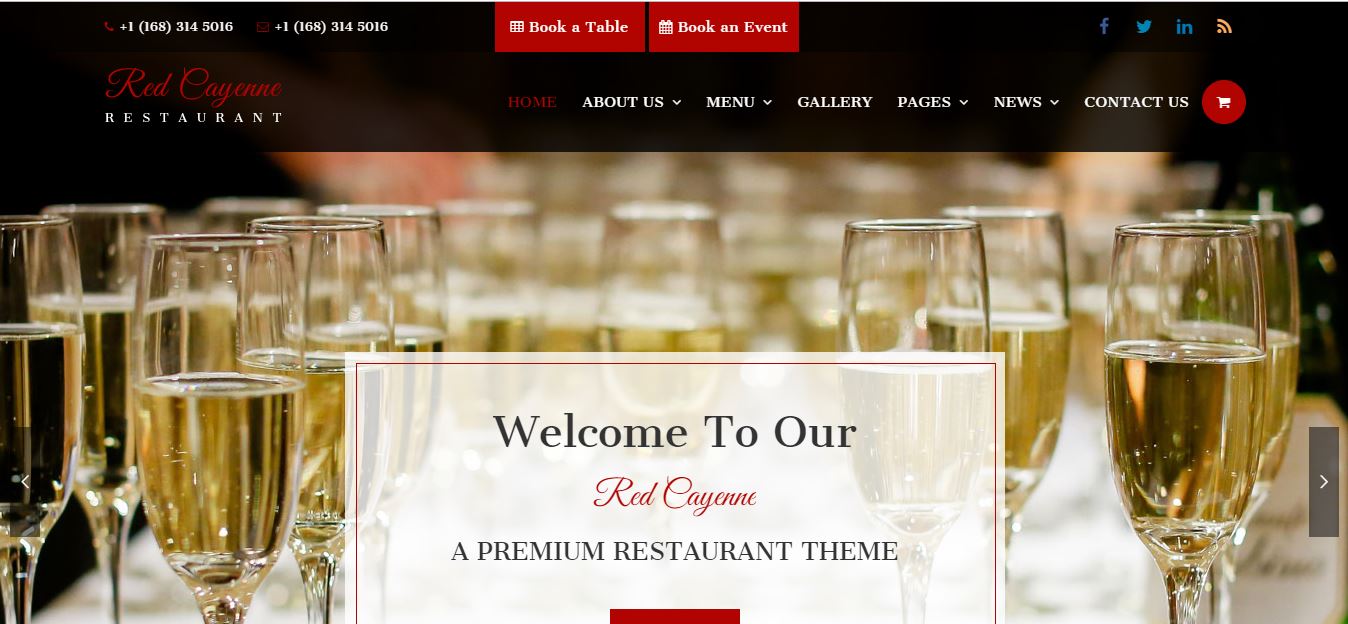 +1 (168) 314 5016 +1 (168) 314 5016 Book a Table Book an Event
Red Cayenne
RESTAURANT
HOME ABOUT US MENU GALLERY PAGES NEWS CONTACT US
Welcome To Our
Red Cayenne
A PREMIUM RESTAURANT THEME